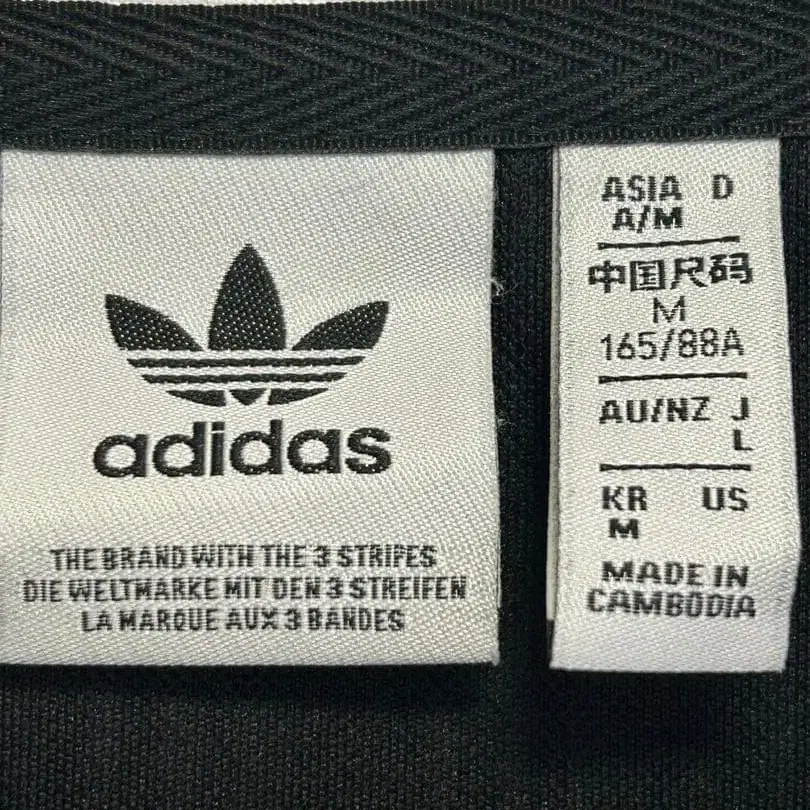 adidas
THE BRAND WITH THE 3 STRIPES
DIE WELTMARKE MIT DEN 3 STREIFEN
LA MARQUE AUX 3 BANDES
ASIA D
A/M
中国尺码
M
165/88A
AU/NZ J
L
KR US
M
MADE IN
CAMBODIA